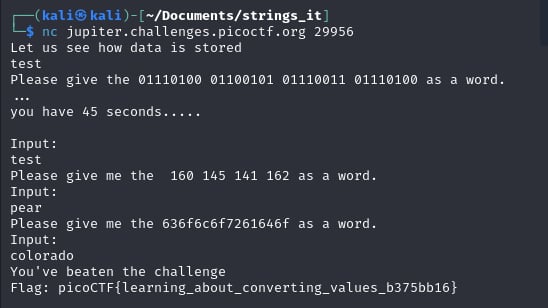 ┌──(kali㉿kali)-[~/Documents/strings_it]
└─$ nc jupiter.challenges.picoctf.org 29956
Let us see how data is stored
test
Please give the 01110100 01100101 01110011 01110100 as a word.
...
you have 45 seconds.....

Input:
test
Please give me the  160 145 141 162 as a word.
Input:
pear
Please give me the 636f6c6f7261646f as a word.
Input:
colorado
You've beaten the challenge
Flag: picoCTF{learning_about_converting_values_b375bb16}